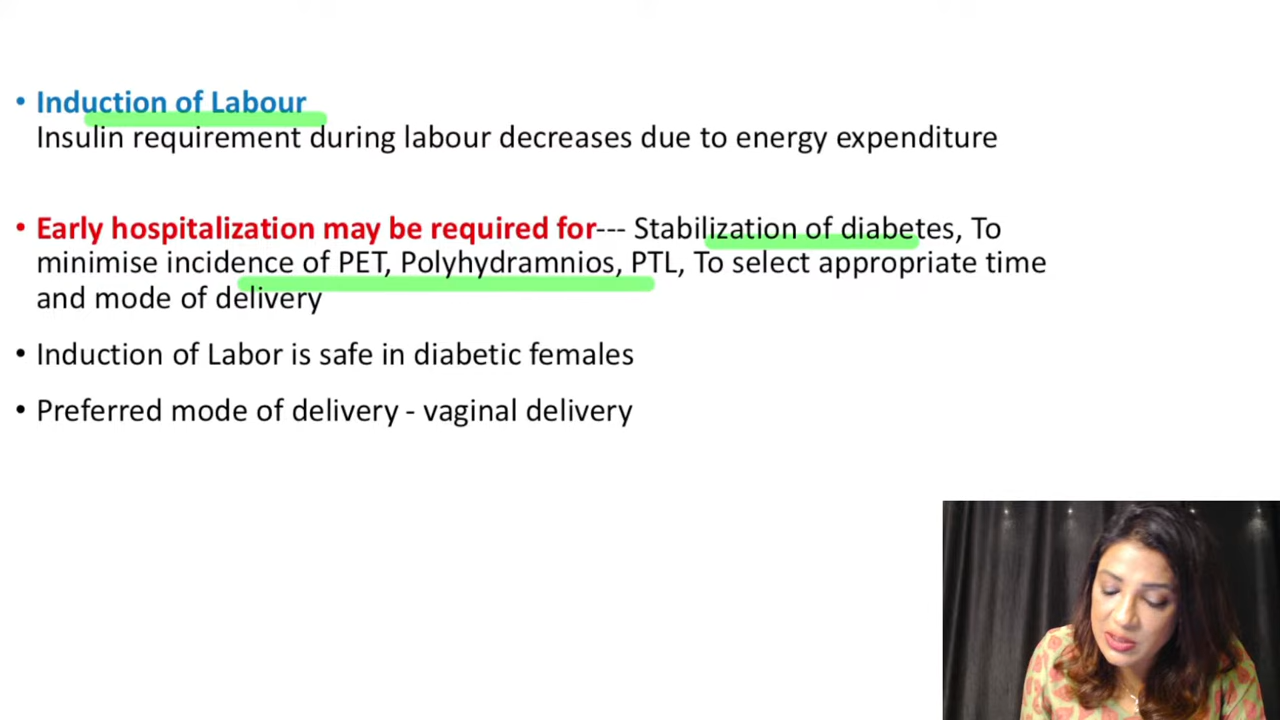 • Induction of Labour
Insulin requirement during labour decreases due to energy expenditure
• Early hospitalization may be required for--- Stabilization of diabetes, To
minimise incidence of PET, Polyhydramnios, PTL, To select appropriate time
and mode of delivery
• Induction of Labor is safe in diabetic females
• Preferred mode of delivery - vaginal delivery